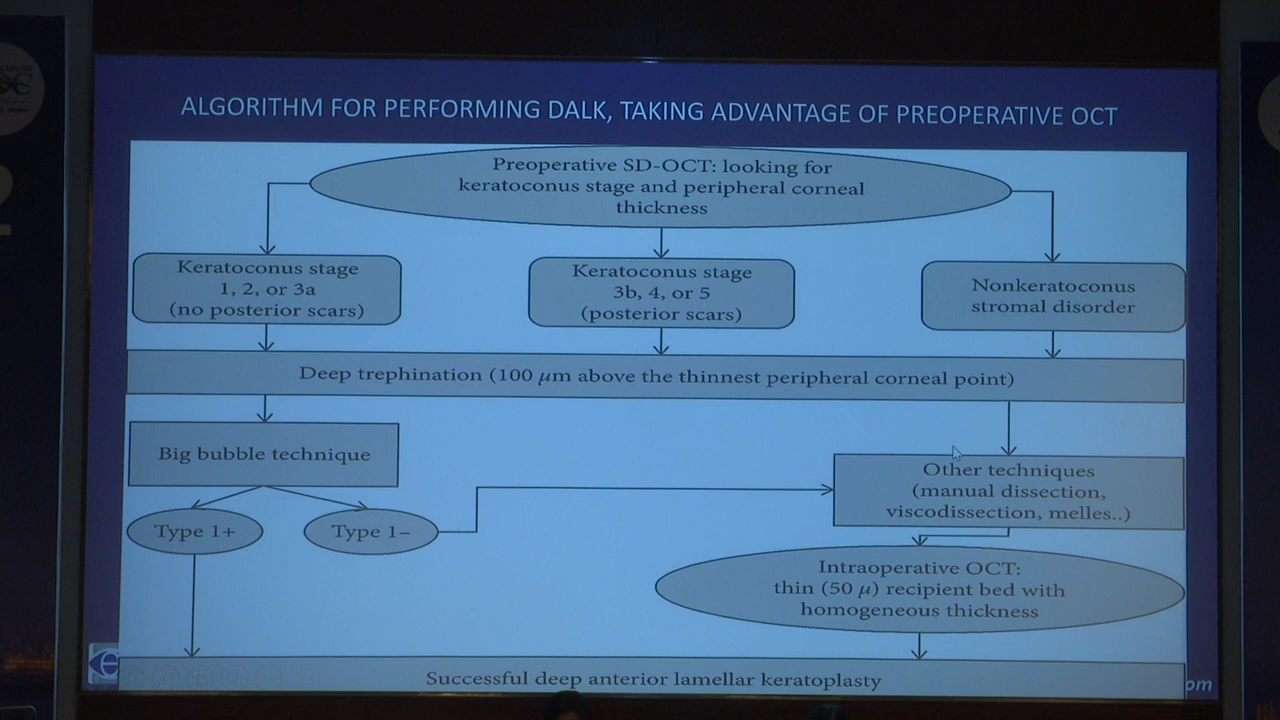 ALGORITHM FOR PERFORMING DALK, TAKING ADVANTAGE OF PREOPERATIVE OCT
Preoperative SD-OCT: looking for
keratoconus stage and peripheral corneal
thickness
Keratoconus stage
1, 2, or 3a
(no posterior scars)
Keratoconus stage
3b, 4, or 5
(posterior scars)
Nonkeratoconus
stromal disorder
Deep trephination (100 μm above the thinnest peripheral corneal point)
Big bubble technique
Other techniques
(manual dissection,
viscodissection, melles..)
Type 1+
Type 1–
Intraoperative OCT:
thin (50 μ) recipient bed with
homogeneous thickness
Successful deep anterior lamellar keratoplasty
om